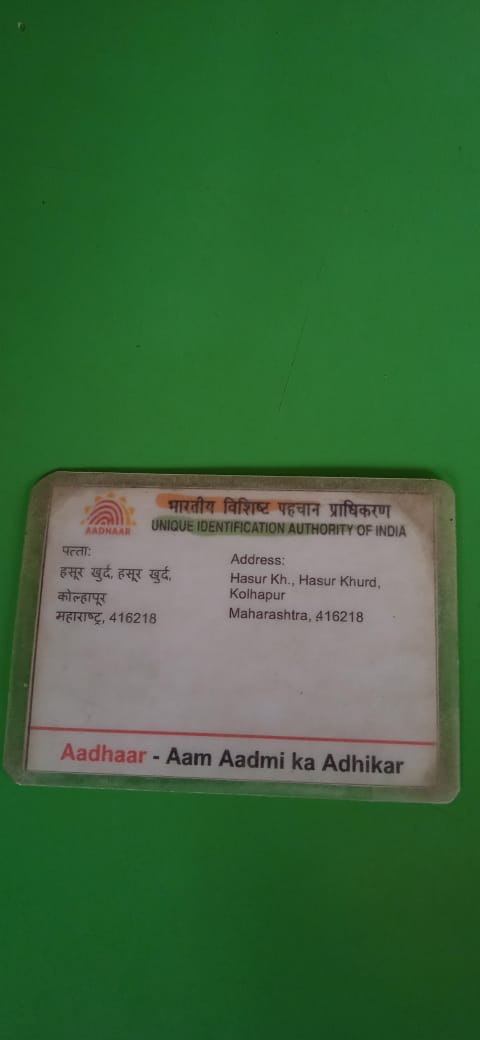 भारतीय विशिष्ट पहचान प्राधिकरण
UNIQUE IDENTIFICATION AUTHORITY OF INDIA
AADHAAR
पत्ता:
हसूर खुर्द, हसूर खुर्द,
कोल्हापूर
महाराष्ट्र, 416218
Address:
Hasur Kh., Hasur Khurd,
Kolhapur
Maharashtra, 416218
Aadhaar - Aam Aadmi ka Adhikar